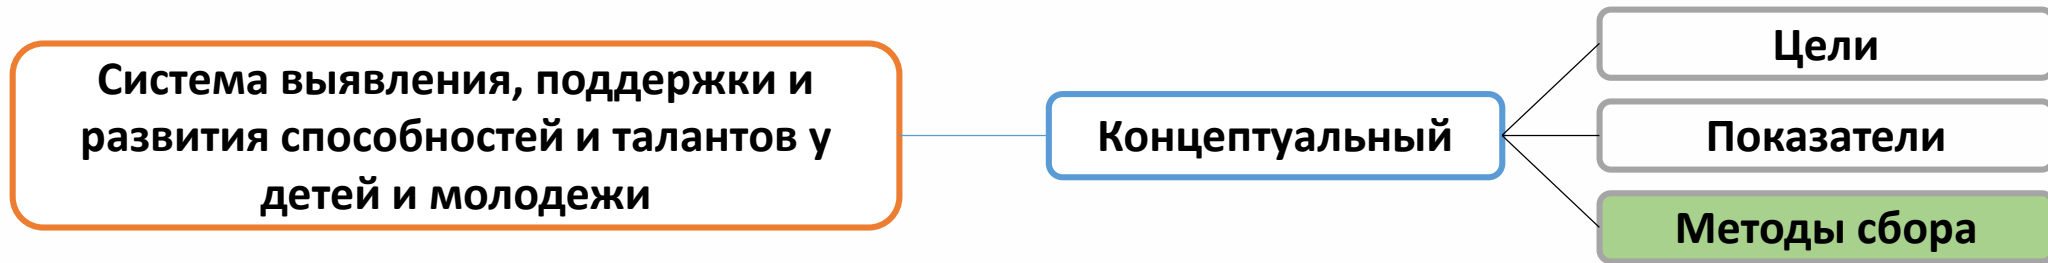 Система выявления, поддержки и
развития способностей и талантов у
детей и молодежи
Концептуальный
Цели
Показатели
Методы сбора